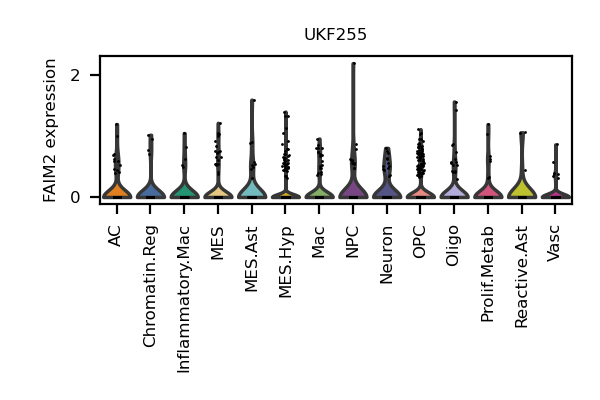 UKF255
FAIM2 expression
2
0
AC
Chromatin.Reg
Inflammatory.Mac
MES
MES.Ast
MES.Hyp
Mac
NPC
Neuron
OPC
Oligo
Prolif.Metab
Reactive.Ast
Vasc